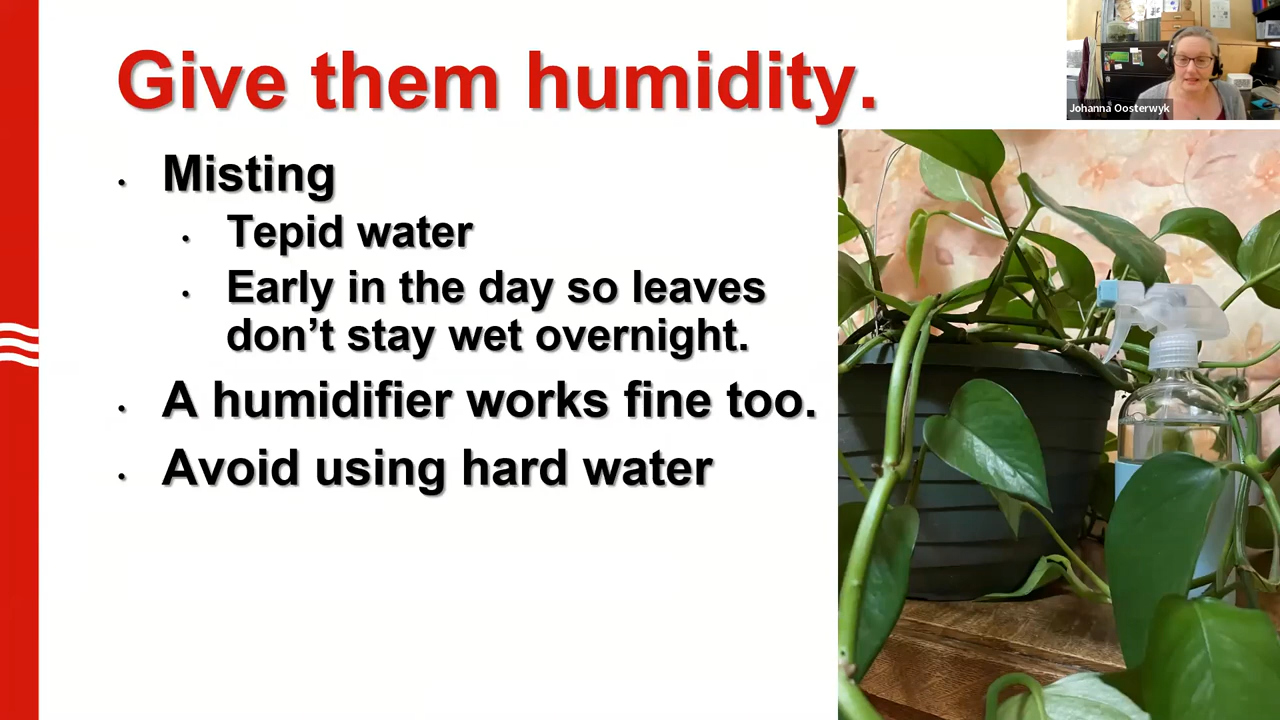 Give them humidity.
Johanna Oosterwyk
• Misting
• Tepid water
• Early in the day so leaves
don’t stay wet overnight.
• A humidifier works fine too.
• Avoid using hard water